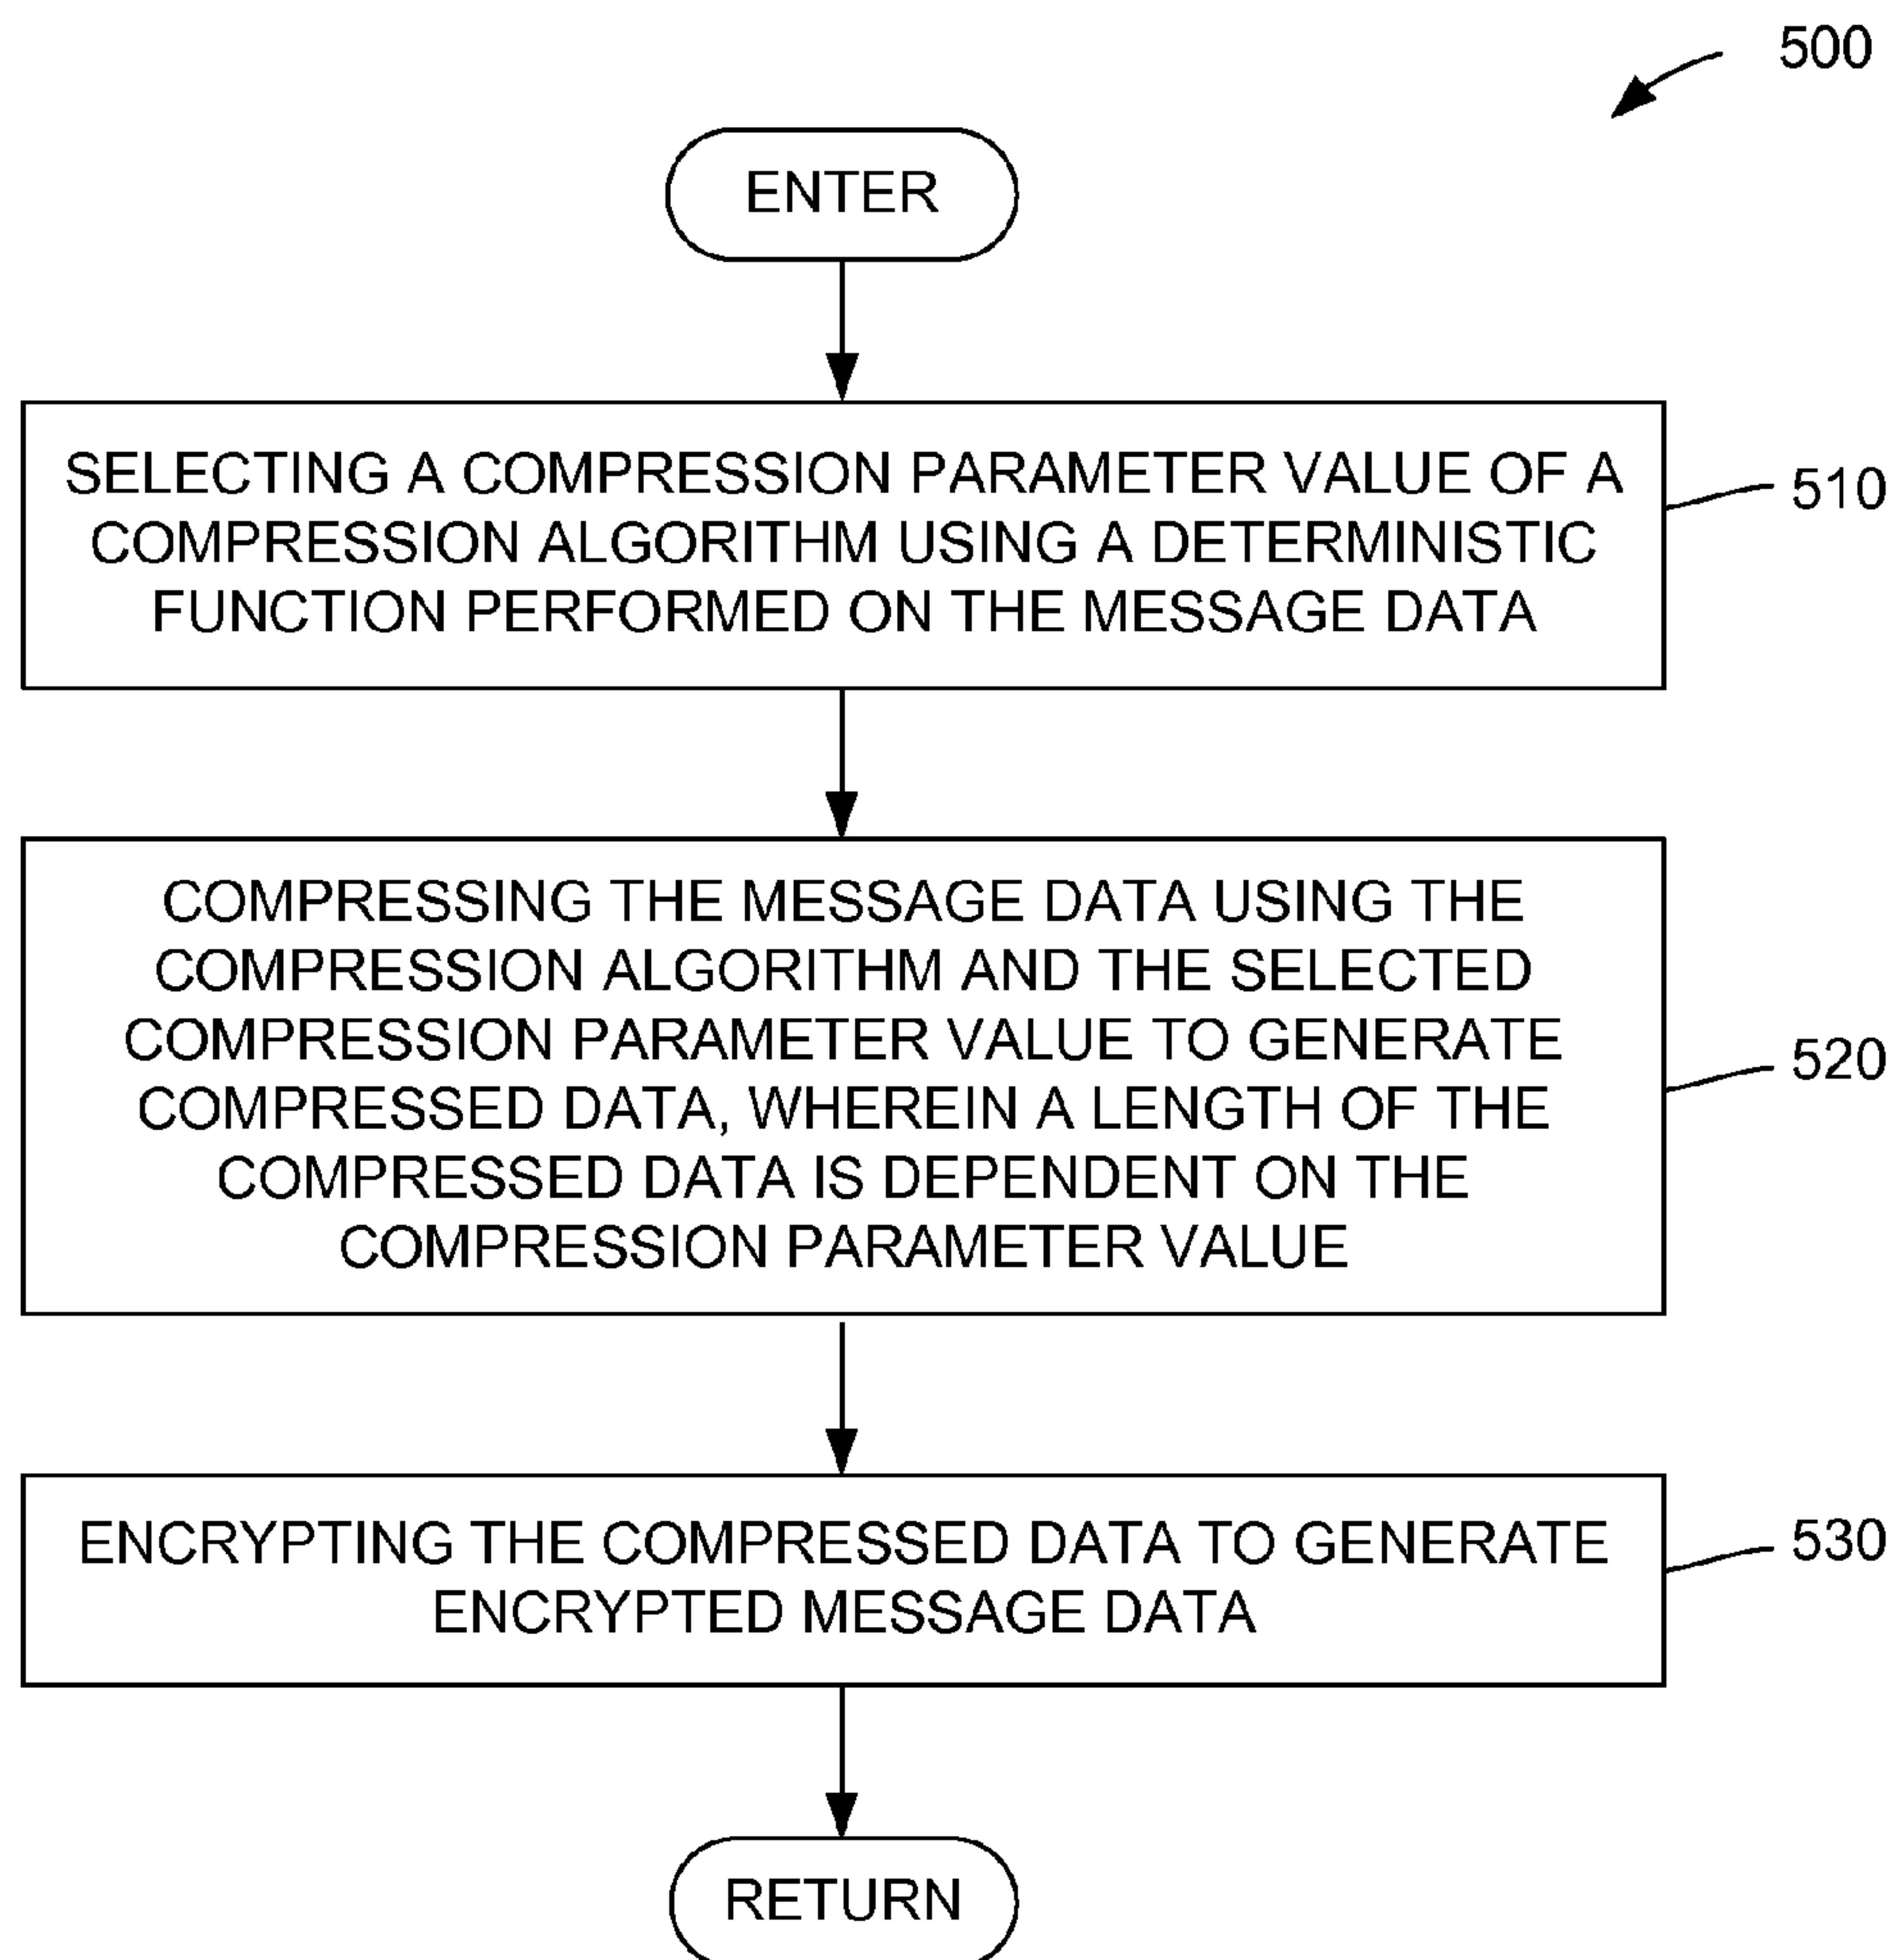 500
ENTER
SELECTING A COMPRESSION PARAMETER VALUE OF A
COMPRESSION ALGORITHM USING A DETERMINISTIC
FUNCTION PERFORMED ON THE MESSAGE DATA
510
COMPRESSING THE MESSAGE DATA USING THE
COMPRESSION ALGORITHM AND THE SELECTED
COMPRESSION PARAMETER VALUE TO GENERATE
COMPRESSED DATA, WHEREIN A LENGTH OF THE
COMPRESSED DATA IS DEPENDENT ON THE
COMPRESSION PARAMETER VALUE
520
ENCRYPTING THE COMPRESSED DATA TO GENERATE
ENCRYPTED MESSAGE DATA
530
RETURN